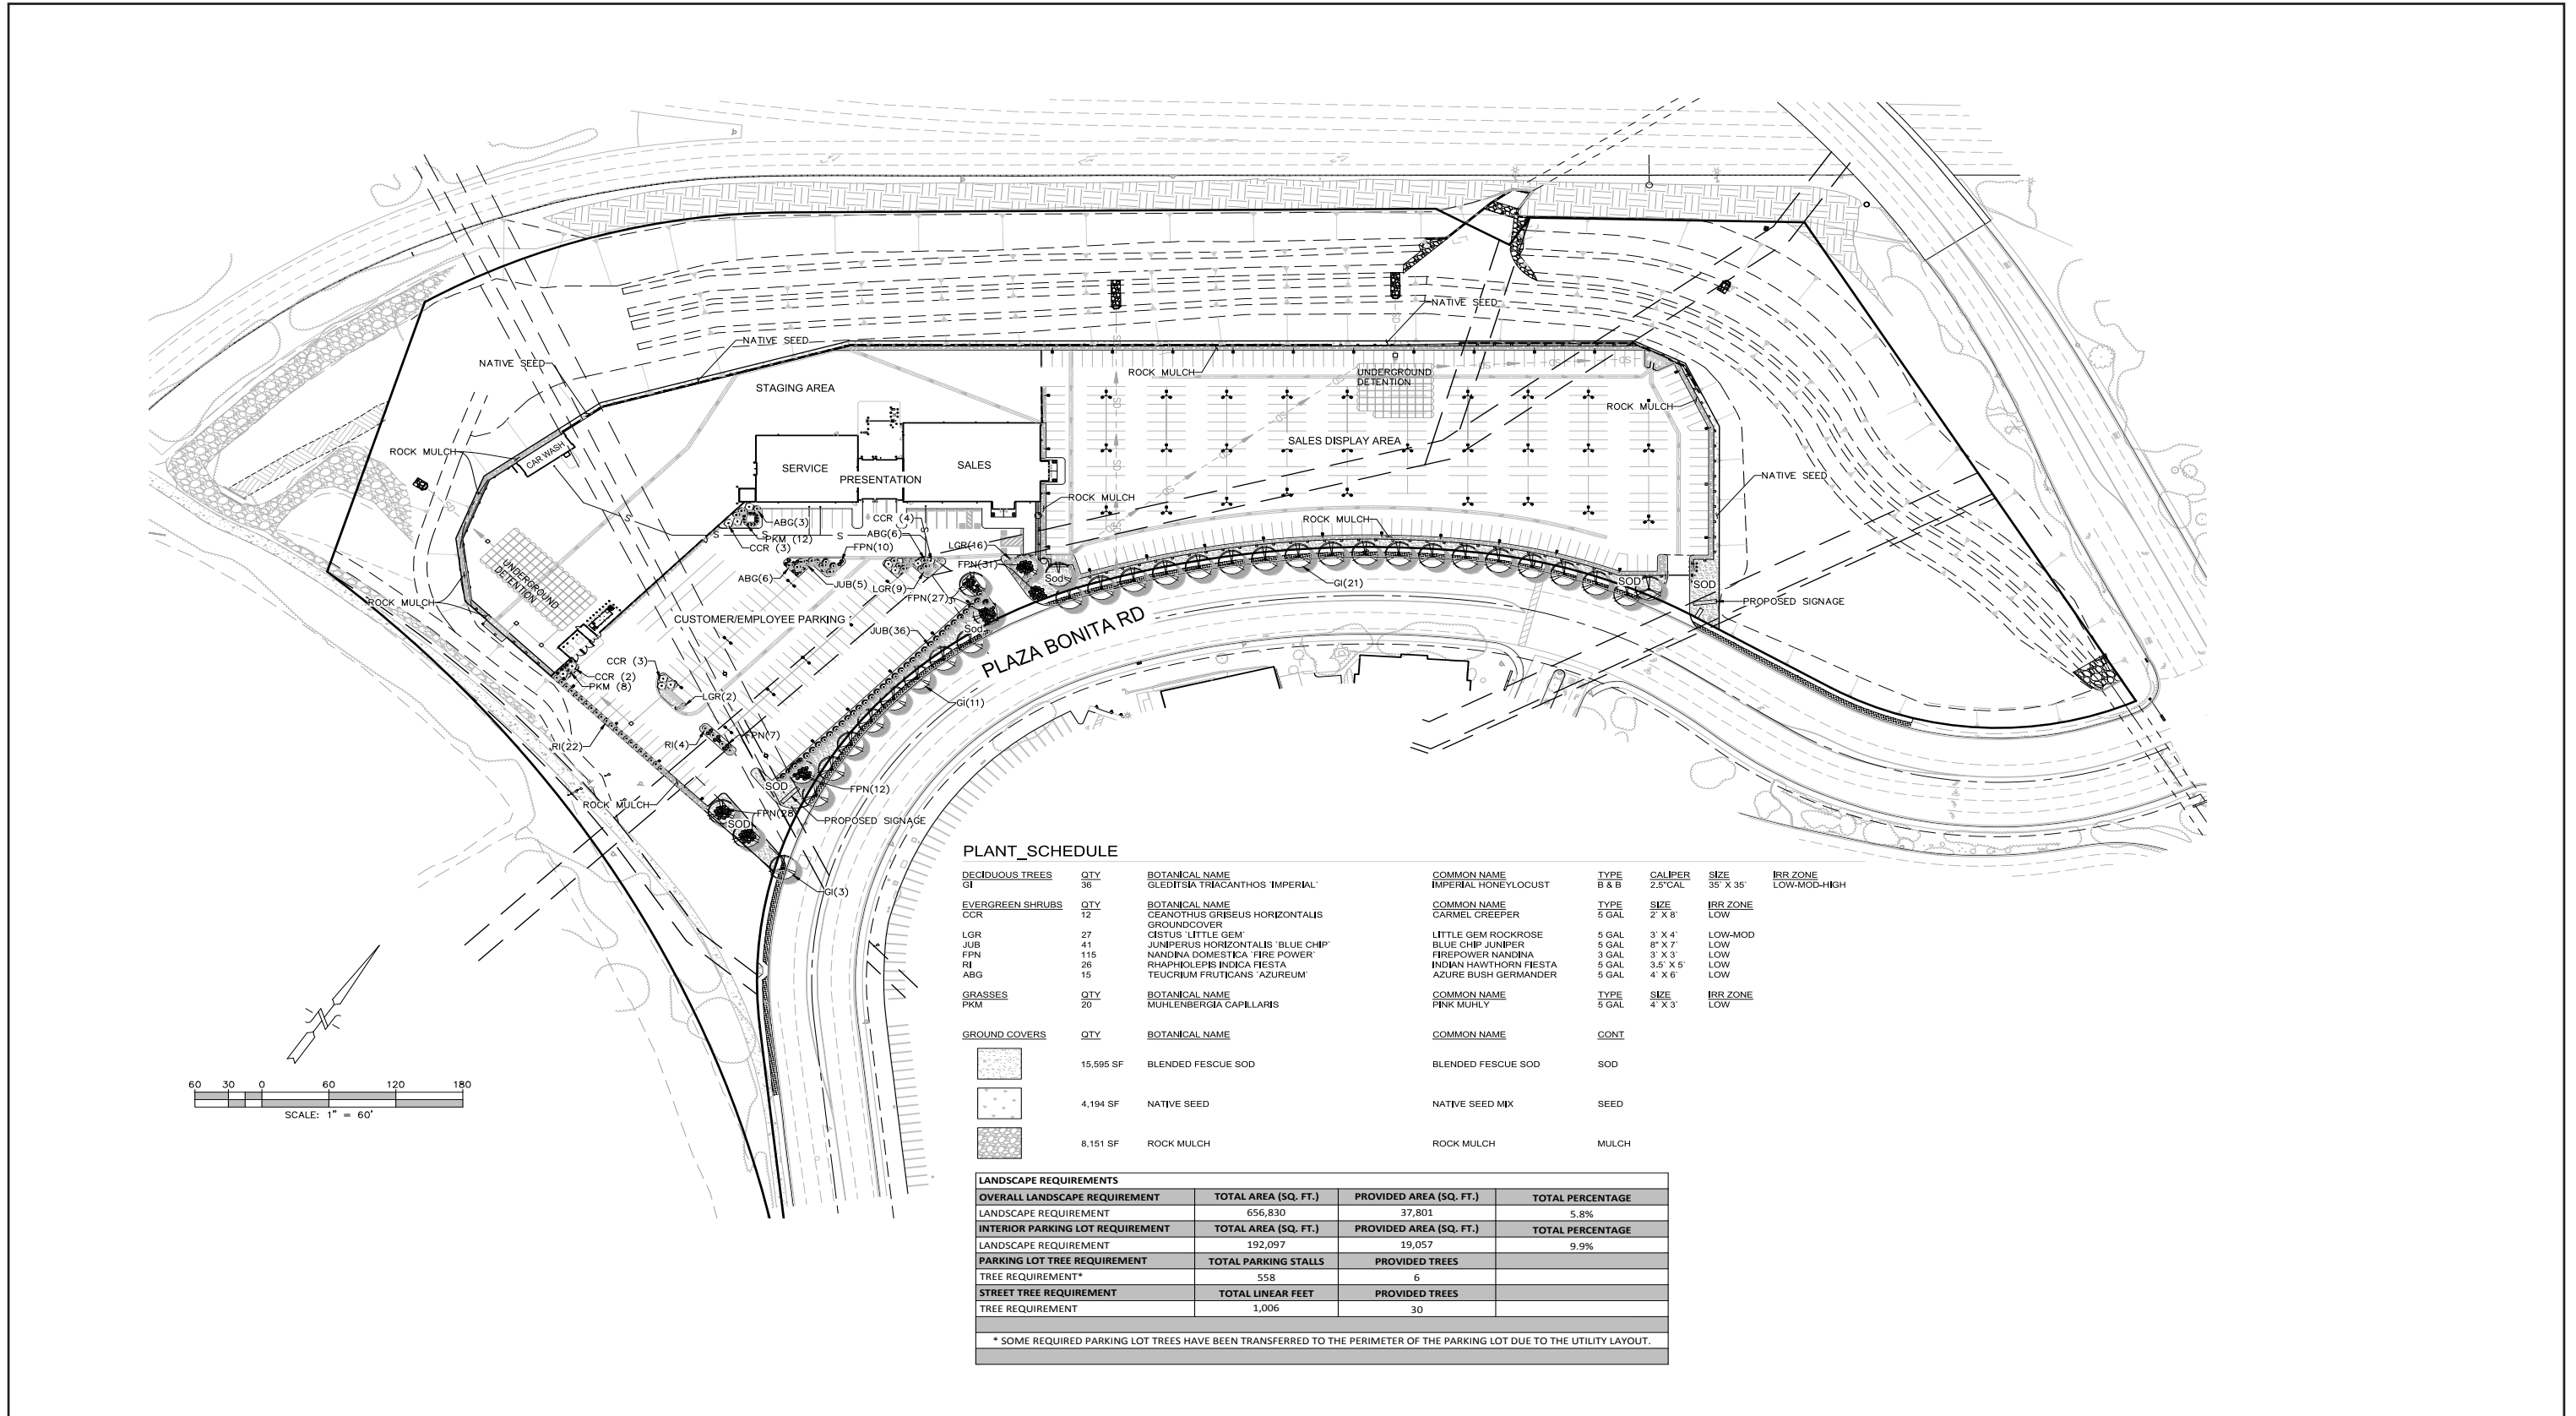 NATIVE SEED
NATIVE SEED
NATIVE SEED
ROCK MULCH
UNDERGROUND
DETENTION
STAGING AREA
ROCK MULCH
SALES DISPLAY AREA
ROCK MULCH
CAR WASH
SERVICE
SALES
PRESENTATION
NATIVE SEED
ROCK MULCH
ROCK MULCH
ABG(3)
CCR (4)
PKM (12)
ABG(6)
CCR (3)
FPN(10)
LGR(16)
FPN(31)
ABG(6)
JUB(5)
LGR(9)
FPN(27)
Sod
GI(21)
SOD
SOD
UNDERGROUND
DETENTION
ROCK MULCH
PROPOSED SIGNAGE
CUSTOMER/EMPLOYEE PARKING
JUB(36)
Sod
PLAZA BONITA RD
CCR (3)
CCR (2)
PKM (8)
LGR(2)
GI(11)
RI(22)
RI(4)
FPN(7)
SOD
FPN(12)
ROCK MULCH
FPN(28)
SOD
PROPOSED SIGNAGE
GI(3)
PLANT_SCHEDULE
DECIDUOUS TREES QTY BOTANICAL NAME COMMON NAME TYPE CALIPER SIZE IRR ZONE
GI 36 GLEDITSIA TRIACANTHOS `IMPERIAL` IMPERIAL HONEYLOCUST B & B 2.5"CAL 35` X 35` LOW-MOD-HIGH
EVERGREEN SHRUBS QTY BOTANICAL NAME COMMON NAME TYPE SIZE IRR ZONE
CCR 12 CEANOTHUS GRISEUS HORIZONTALIS CARMEL CREEPER 5 GAL 2` X 8` LOW
GROUNDCOVER
LGR 27 CISTUS `LITTLE GEM` LITTLE GEM ROCKROSE 5 GAL 3` X 4` LOW-MOD
JUB 41 JUNIPERUS HORIZONTALIS `BLUE CHIP` BLUE CHIP JUNIPER 5 GAL 8" X 7` LOW
FPN 115 NANDINA DOMESTICA `FIRE POWER` FIREPOWER NANDINA 3 GAL 3` X 3` LOW
RI 26 RHAPHIOLEPIS INDICA FIESTA INDIAN HAWTHORN FIESTA 5 GAL 3.5` X 5` LOW
ABG 15 TEUCRIUM FRUTICANS `AZUREUM` AZURE BUSH GERMANDER 5 GAL 4` X 6` LOW
GRASSES QTY BOTANICAL NAME COMMON NAME TYPE SIZE IRR ZONE
PKM 20 MUHLENBERGIA CAPILLARIS PINK MUHLY 5 GAL 4` X 3` LOW
GROUND COVERS QTY BOTANICAL NAME COMMON NAME CONT
15,595 SF BLENDED FESCUE SOD BLENDED FESCUE SOD SOD
4,194 SF NATIVE SEED NATIVE SEED MIX SEED
8,151 SF ROCK MULCH ROCK MULCH MULCH
60 30 0 60 120 180
SCALE: 1" = 60'
LANDSCAPE REQUIREMENTS
OVERALL LANDSCAPE REQUIREMENT TOTAL AREA (SQ. FT.) PROVIDED AREA (SQ. FT.) TOTAL PERCENTAGE
LANDSCAPE REQUIREMENT 656,830 37,801 5.8%
INTERIOR PARKING LOT REQUIREMENT TOTAL AREA (SQ. FT.) PROVIDED AREA (SQ. FT.) TOTAL PERCENTAGE
LANDSCAPE REQUIREMENT 192,097 19,057 9.9%
PARKING LOT TREE REQUIREMENT TOTAL PARKING STALLS PROVIDED TREES
TREE REQUIREMENT* 558 6
STREET TREE REQUIREMENT TOTAL LINEAR FEET PROVIDED TREES
TREE REQUIREMENT 1,006 30
* SOME REQUIRED PARKING LOT TREES HAVE BEEN TRANSFERRED TO THE PERIMETER OF THE PARKING LOT DUE TO THE UTILITY LAYOUT.